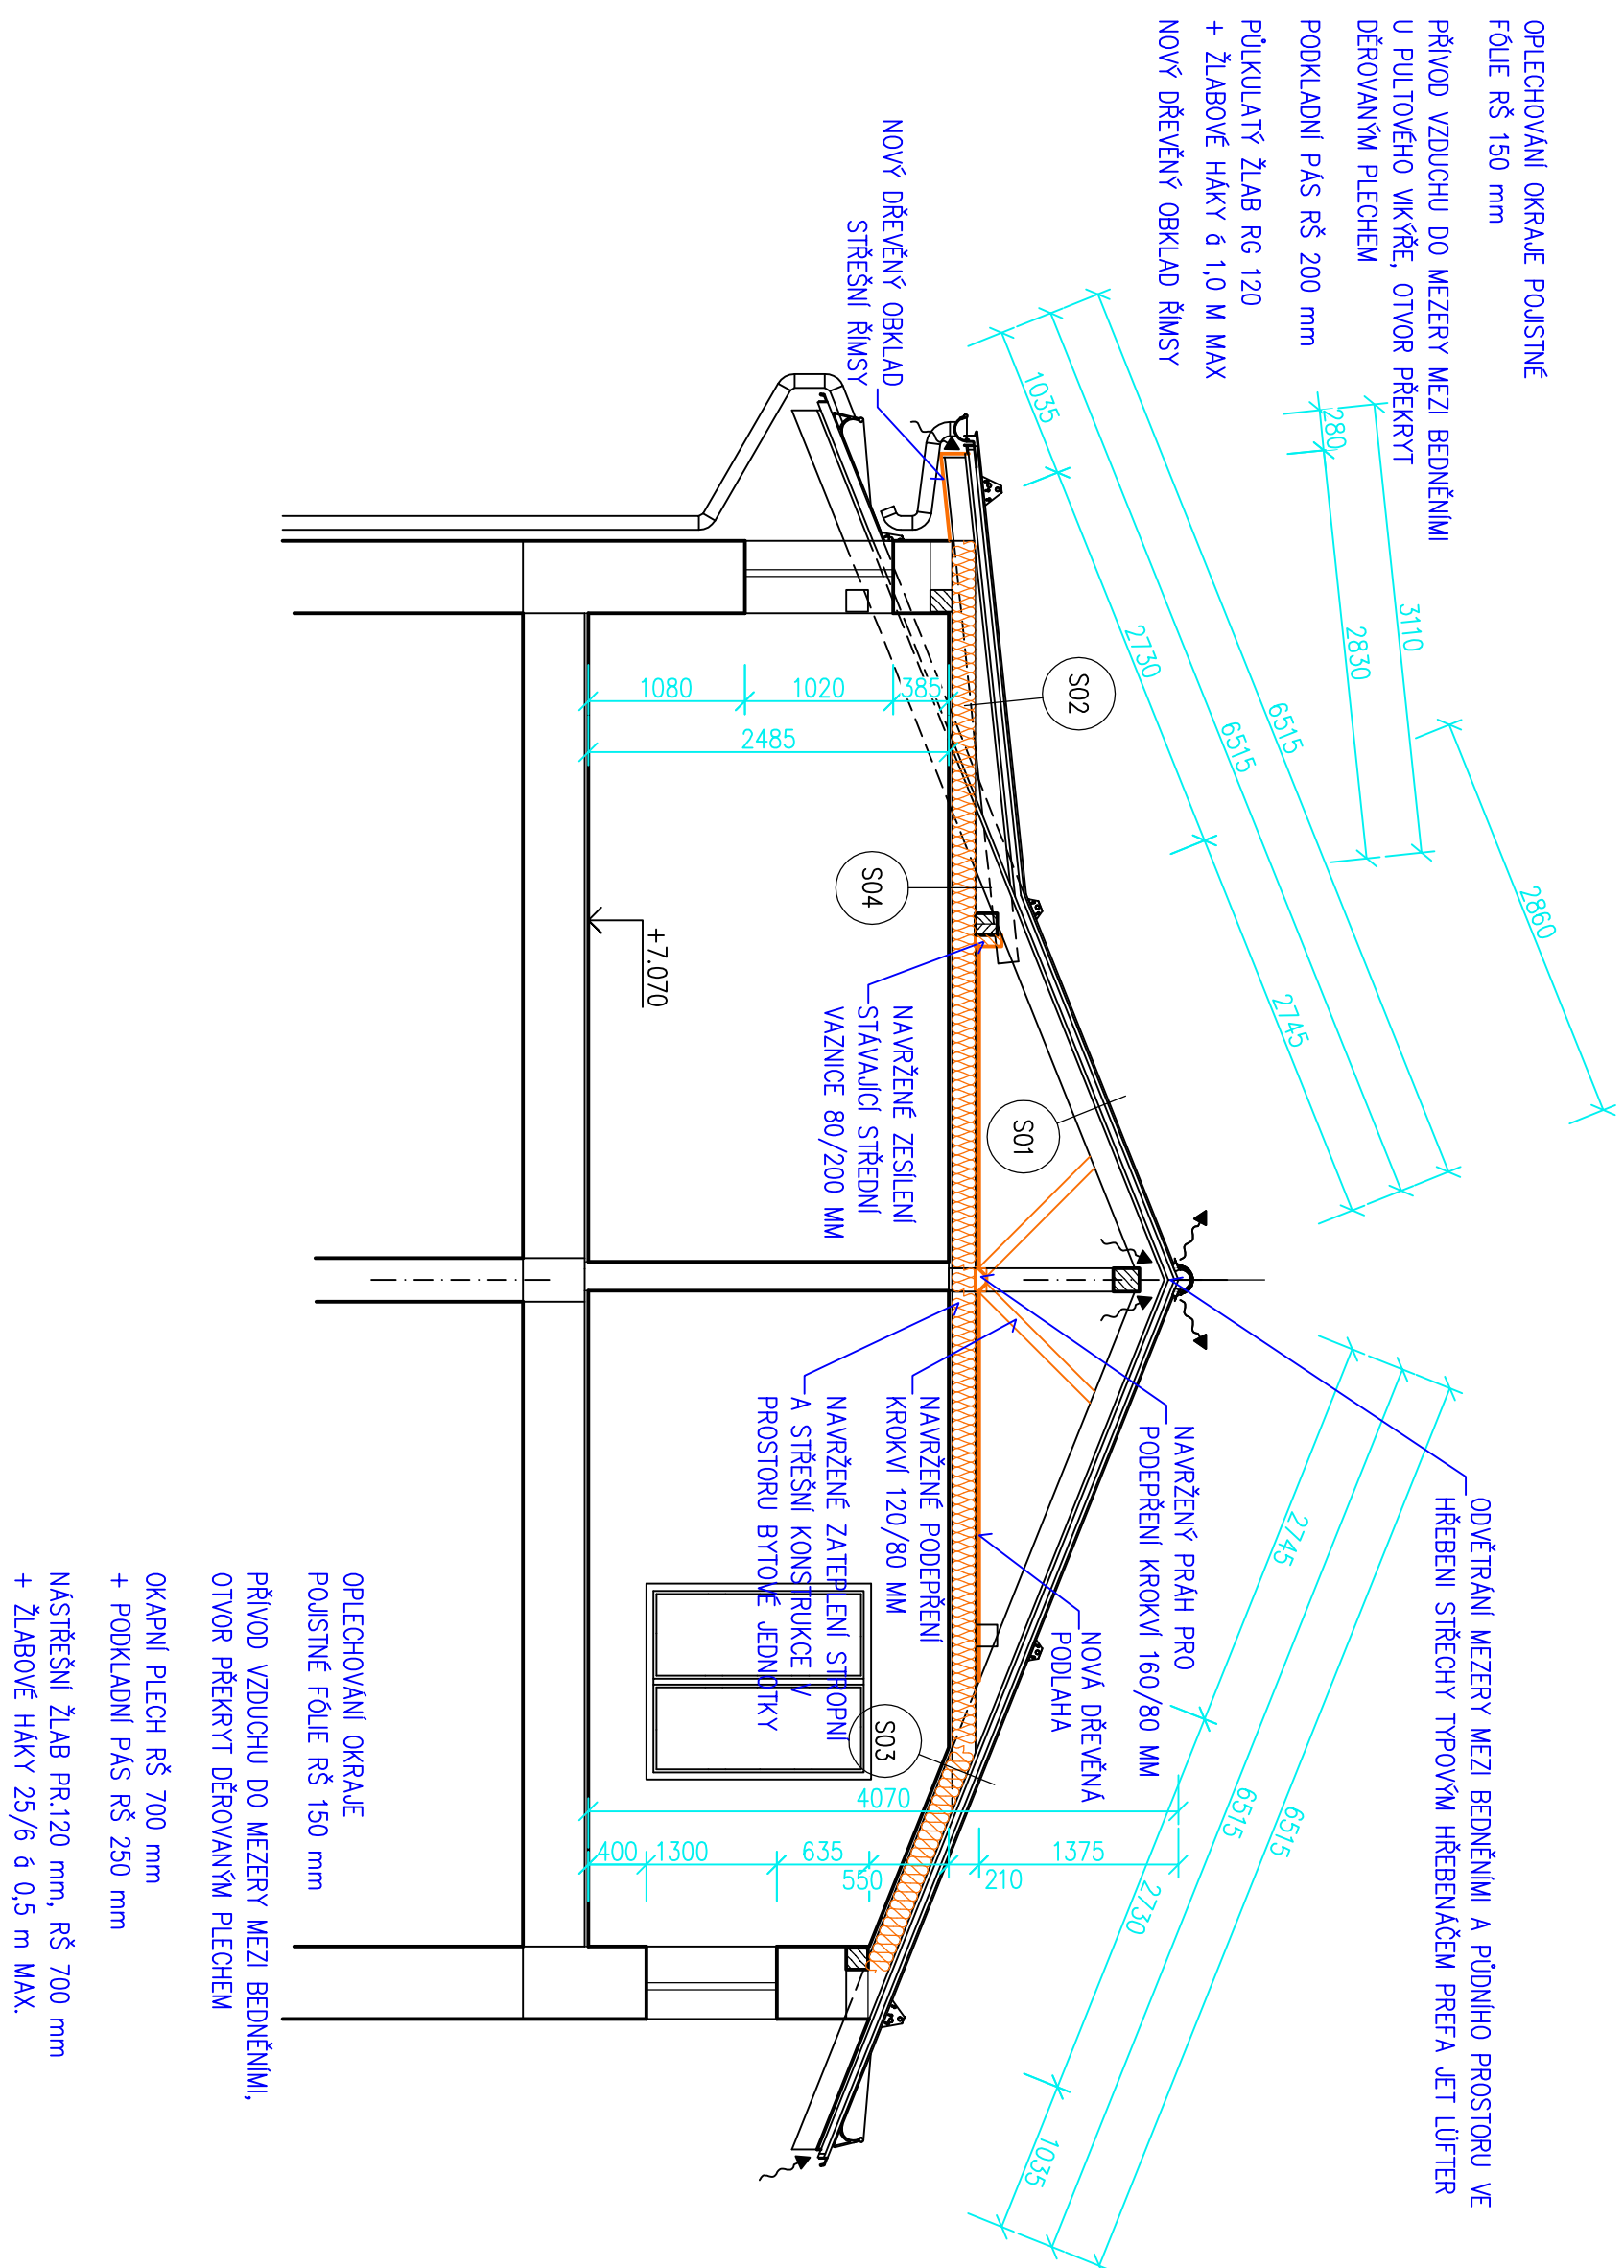 OPLECHOVÁNÍ OKRAJE POJISTNÉ
FÓLIE RŠ 150 mm
PŘÍVOD VZDUCHU DO MEZERY MEZI BEDNĚNÍMI
U PULTOVÉHO VIKÝŘE, OTVOR PŘEKRYT
DĚROVANÝM PLECHEM
PODKLADNÍ PÁS RŠ 200 mm
PŮLKULATÝ ŽLAB RG 120
+ ŽLABOVÉ HÁKY á 1,0 M MAX
NOVÝ DŘEVĚNÝ OBKLAD ŘÍMSY
NOVÝ DŘEVĚNÝ OBKLAD
STŘEŠNÍ ŘÍMSY
280
3110
2830
2860
6515
6515
1035
2730
2745
S02
S04
S01
1080
1020
385
2485
+7.070
NAVRŽENÉ ZESÍLENÍ
STÁVAJÍCÍ STŘEDNÍ
VAZNICE 80/200 MM
ODVĚTRÁNÍ MEZERY MEZI BEDNĚNÍMI A PŮDNÍHO PROSTORU VE
HŘEBENI STŘECHY TYPOVÝM HŘEBENÁČEM PREFA JET LÜFTER
NAVRŽENÝ PRÁH PRO
PODEPŘENÍ KROKVÍ 160/80 MM
NOVÁ DŘEVĚNÁ
PODLAHA
NAVRŽENÉ PODEPŘENÍ
KROKVÍ 120/80 MM
NAVRŽENÉ ZATEPLENÍ STROPNÍ
A STŘEŠNÍ KONSTRUKCE V
PROSTORU BYTOVÉ JEDNOTKY
S03
2745
6515
6515
2730
1035
4070
400
1300
635
550
210
1375
OPLECHOVÁNÍ OKRAJE
POJISTNÉ FÓLIE RŠ 150 mm
PŘÍVOD VZDUCHU DO MEZERY MEZI BEDNĚNÍMI,
OTVOR PŘEKRYT DĚROVANÝM PLECHEM
OKAPNÍ PLECH RŠ 700 mm
+ PODKLADNÍ PÁS RŠ 250 mm
NÁSTŘEŠNÍ ŽLAB PR.120 mm, RŠ 700 mm
+ ŽLABOVÉ HÁKY 25/6 á 0,5 m MAX.